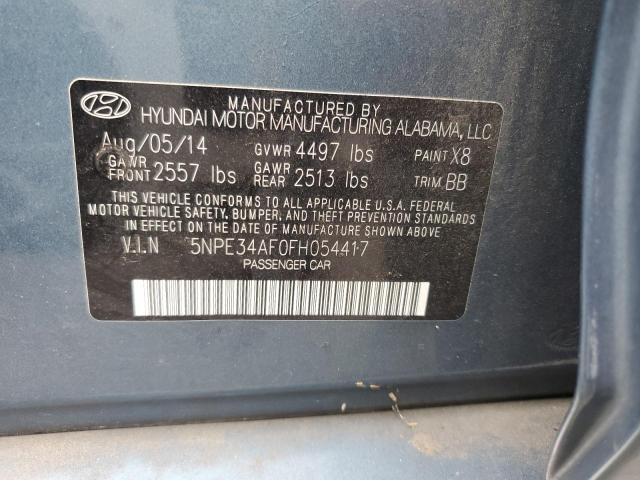 MANUFACTURED BY
HYUNDAI MOTOR MANUFACTURING ALABAMA, LLC
Aug/05/14 GVWR 4497 lbs PAINT X8
GAWR FRONT 2557 lbs GAWR REAR 2513 lbs TRIM BB
THIS VEHICLE CONFORMS TO ALL APPLICABLE U.S.A. FEDERAL
MOTOR VEHICLE SAFETY, BUMPER, AND THEFT PREVENTION STANDARDS
IN EFFECT ON THE DATE OF MANUFACTURE SHOWN ABOVE.
V.I.N 5NPE34AF0FH054417
PASSENGER CAR